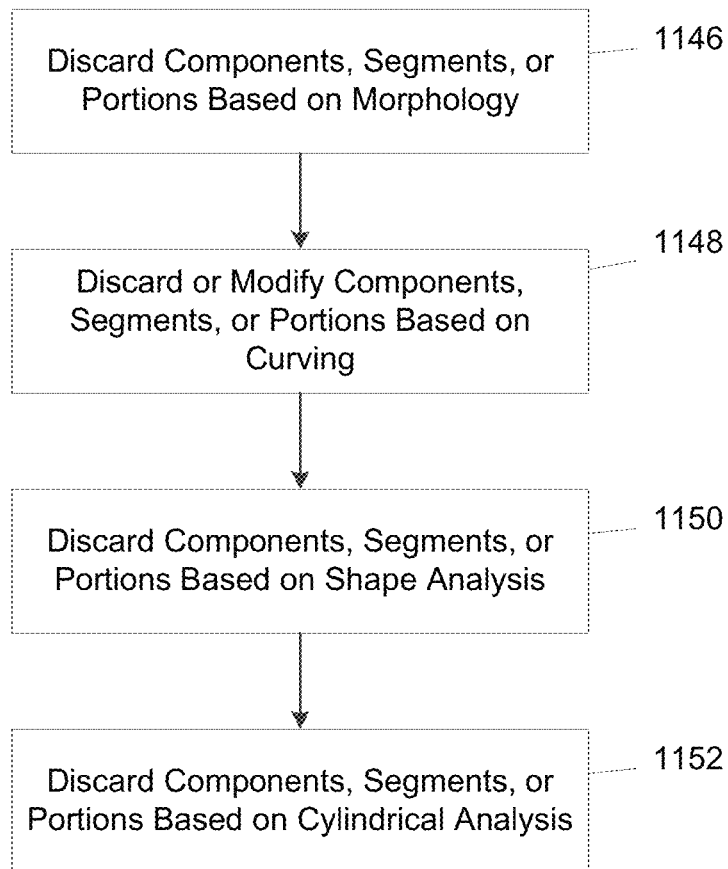 Discard Components, Segments, or
Portions Based on Morphology
1146
Discard or Modify Components,
Segments, or Portions Based on
Curving
1148
Discard Components, Segments, or
Portions Based on Shape Analysis
1150
Discard Components, Segments, or
Portions Based on Cylindrical Analysis
1152